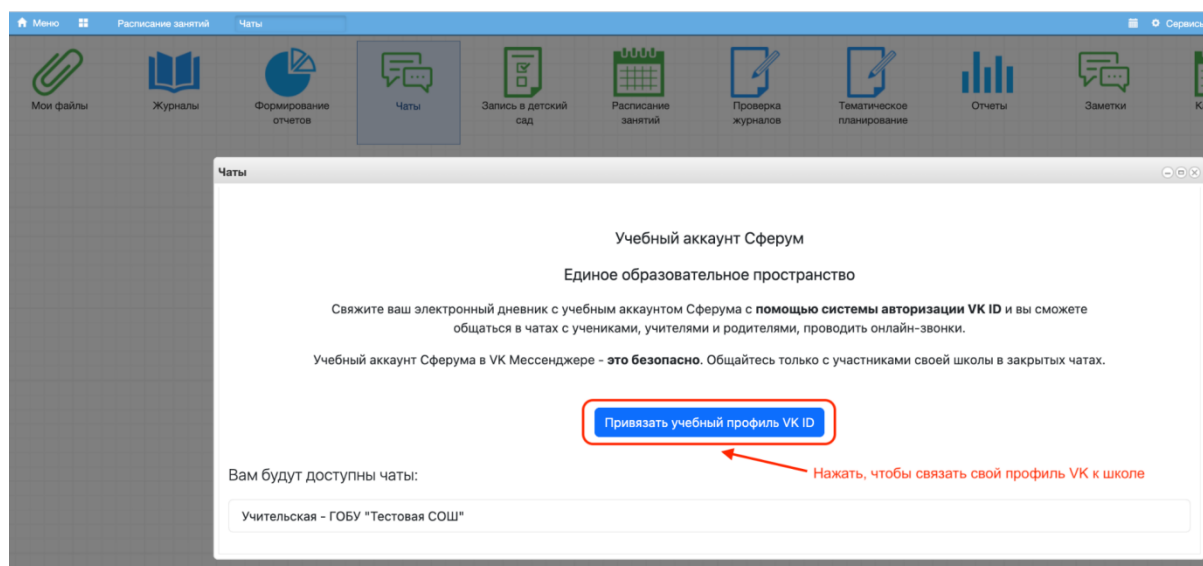 Меню
Расписание занятий
Чаты
Сервисы
Мои файлы
Журналы
Формирование
отчетов
Чаты
Запись в детский
сад
Расписание
занятий
Проверка
журналов
Тематическое
планирование
Отчеты
Заметки
Чаты
Учебный аккаунт Сферум
Единое образовательное пространство
Свяжите ваш электронный дневник с учебным аккаунтом Сферума с помощью системы авторизации VK ID и вы сможете
общаться в чатах с учениками, учителями и родителями, проводить онлайн-звонки.
Учебный аккаунт Сферума в VK Мессенджере - это безопасно. Общайтесь только с участниками своей школы в закрытых чатах.
Привязать учебный профиль VK ID
Нажать, чтобы связать свой профиль VK к школе
Вам будут доступны чаты:
Учительская - ГОБУ "Тестовая СОШ"